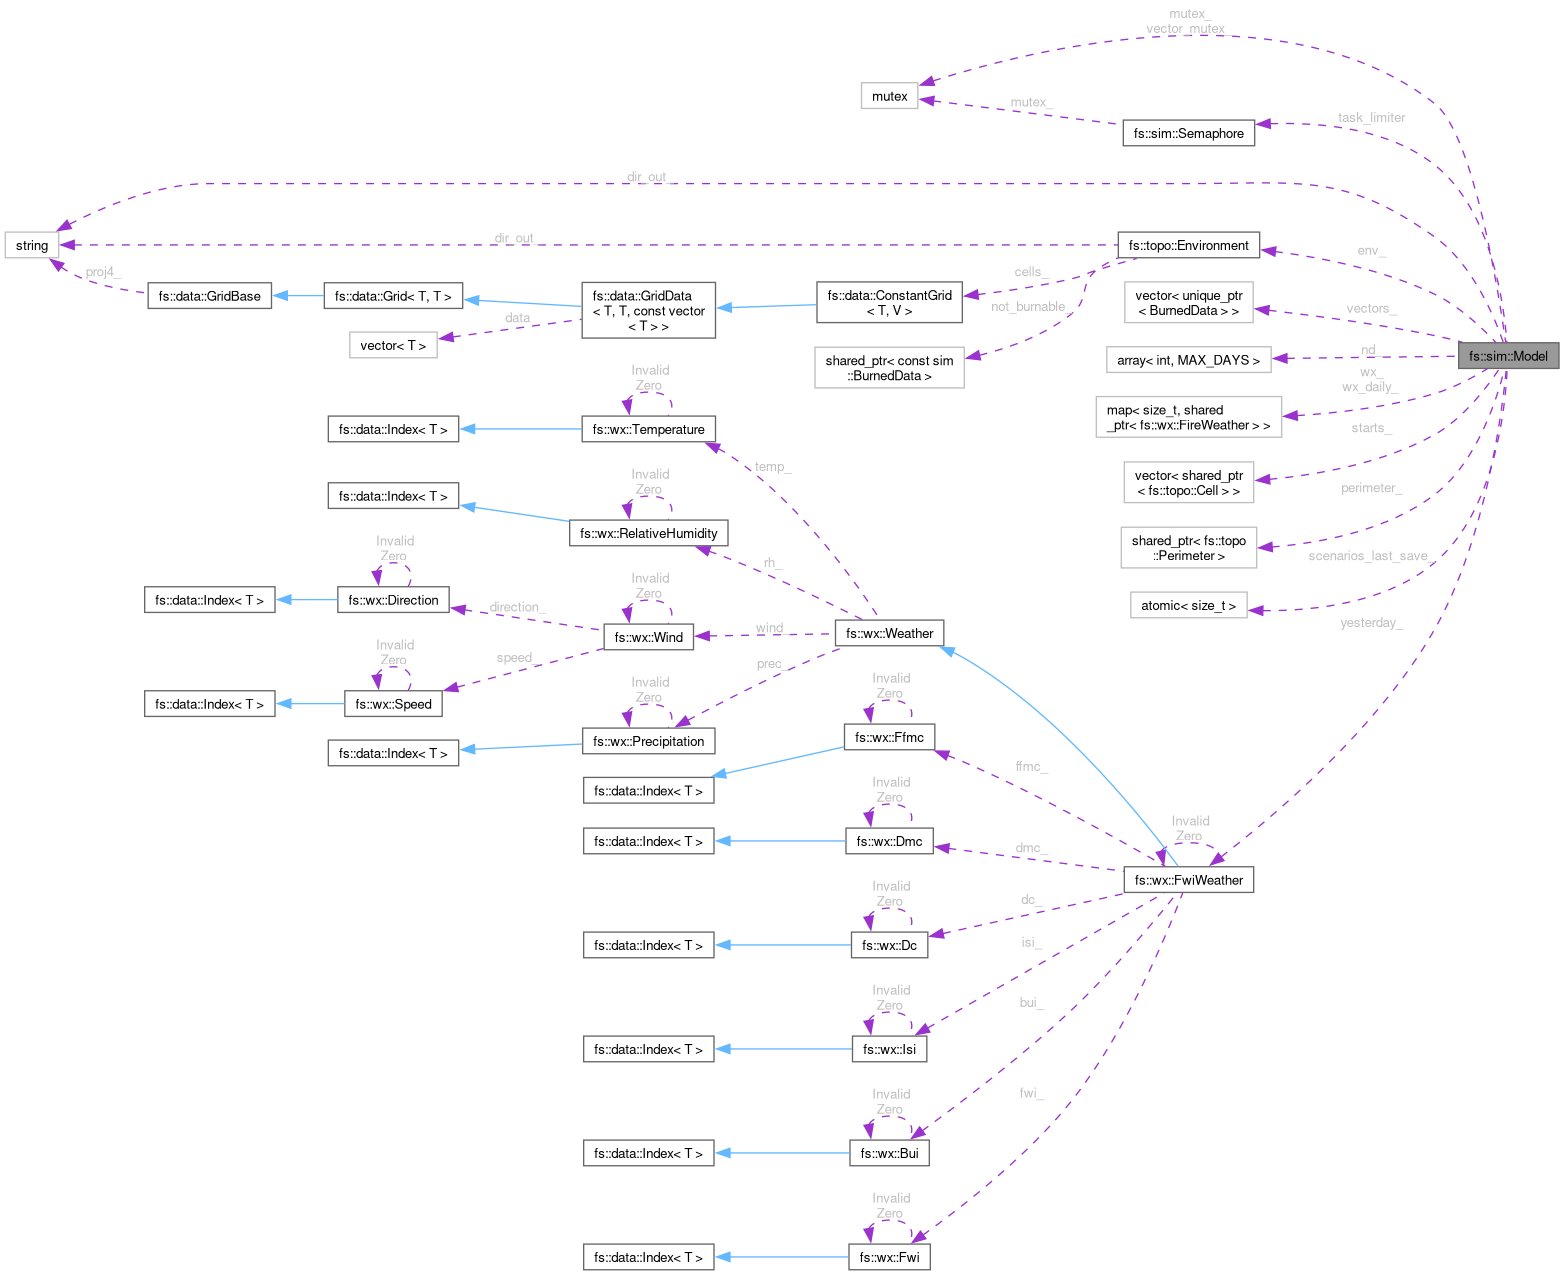 mutex_
vector_mutex
mutex
mutex_
task_limiter
fs::sim::Semaphore
dir_out_
string
dir_out_
fs::topo::Environment
env_
proj4_
cells_
fs::data::GridBase
fs::data::Grid< T, T >
fs::data::GridData
< T, T, const vector
< T > >
fs::data::ConstantGrid
< T, V >
vector< unique_ptr
< BurnedData > >
vectors_
not_burnable_
data
vector< T >
shared_ptr< const sim
::BurnedData >
array< int, MAX_DAYS >
nd_
fs::sim::Model
Invalid
Zero
wx_
wx_daily_
map< size_t, shared
_ptr< fs::wx::FireWeather > >
fs::data::Index< T >
fs::wx::Temperature
starts_
temp_
vector< shared_ptr
< fs::topo::Cell > >
Invalid
Zero
fs::data::Index< T >
perimeter_
fs::wx::RelativeHumidity
shared_ptr< fs::topo
::Perimeter >
Invalid
Zero
rh_
scenarios_last_save_
Invalid
Zero
fs::data::Index< T >
fs::wx::Direction
direction_
atomic< size_t >
yesterday_
fs::wx::Wind
wind_
fs::wx::Weather
Invalid
Zero
speed_
prec_
Invalid
Zero
Invalid
Zero
fs::data::Index< T >
fs::wx::Speed
fs::wx::Precipitation
fs::wx::Ffmc
fs::data::Index< T >
ffmc_
fs::data::Index< T >
Invalid
Zero
Invalid
Zero
fs::data::Index< T >
fs::wx::Dmc
dmc_
fs::wx::FwiWeather
Invalid
Zero
dc_
fs::data::Index< T >
fs::wx::Dc
isi_
Invalid
Zero
bui_
fs::data::Index< T >
fs::wx::Isi
Invalid
Zero
fwi_
fs::data::Index< T >
fs::wx::Bui
Invalid
Zero
fs::data::Index< T >
fs::wx::Fwi